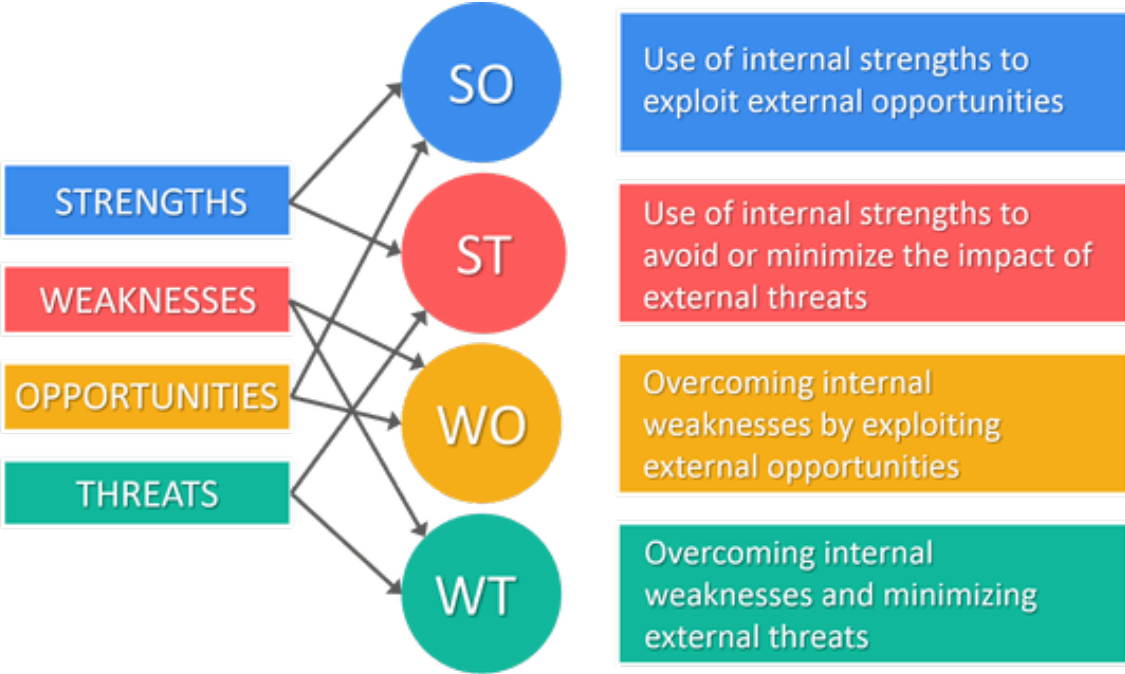 STRENGTHS
WEAKNESSES
OPPORTUNITIES
THREATS
SO
ST
WO
WT
Use of internal strengths to
exploit external opportunities
Use of internal strengths to
avoid or minimize the impact of
external threats
Overcoming internal
weaknesses by exploiting
external opportunities
Overcoming internal
weaknesses and minimizing
external threats